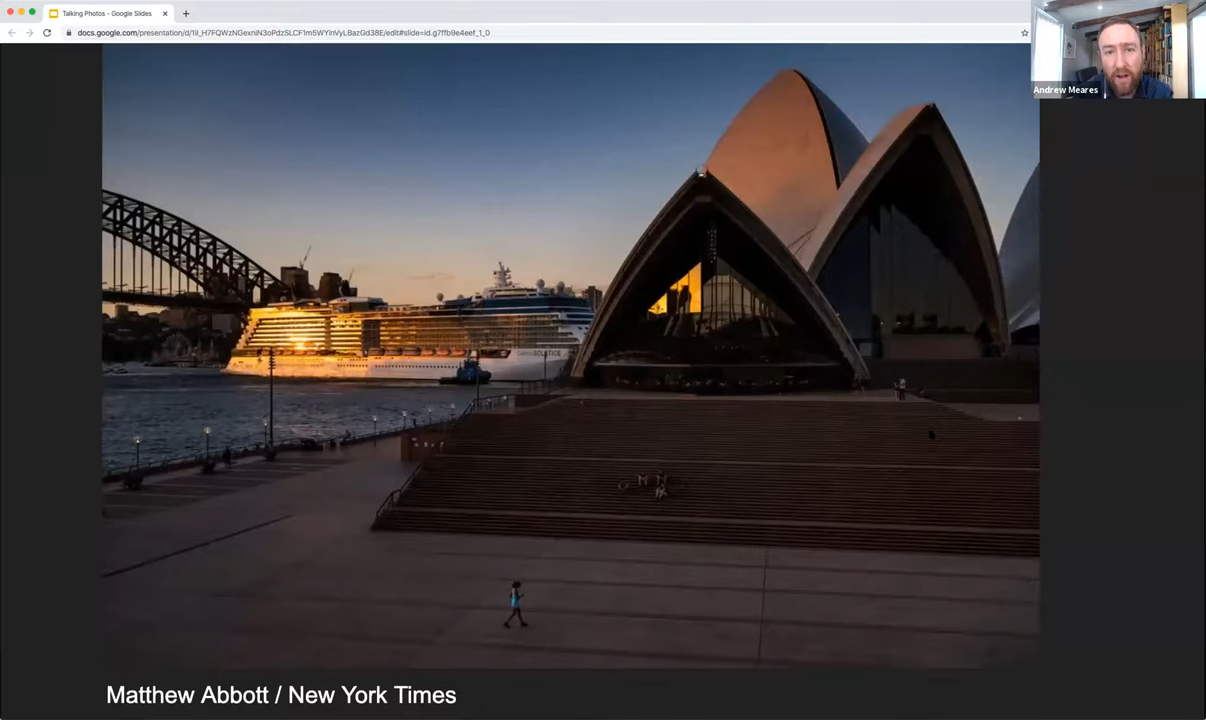 Talking Photos - Google Slides
docs.google.com/presentation/d/1li_H7FQWzNGexniN3oPdzSLCF1m5WYinVyLBazGd38E/edit#slide=id.g7ffb9e4eef_1_0
Andrew Meares
SOLSTICE
Matthew Abbott / New York Times